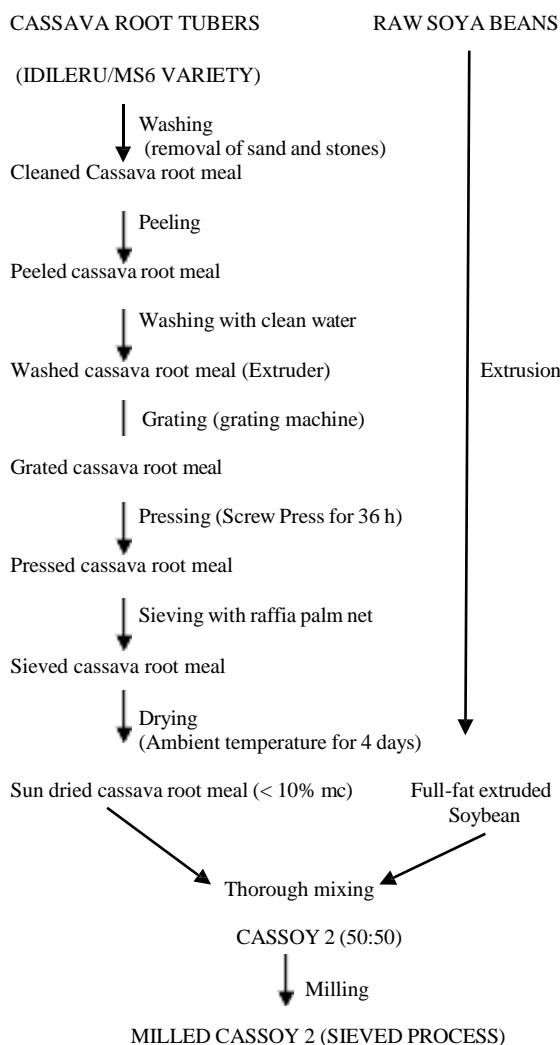 CASSAVA ROOT TUBERS
RAW SOYA BEANS
(IDILERU/MS6 VARIETY)
Washing
(removal of sand and stones)
Cleaned Cassava root meal
Peeling
Peeled cassava root meal
Washing with clean water
Washed cassava root meal (Extruder)
Extrusion
Grating (grating machine)
Grated cassava root meal
Pressing (Screw Press for 36 h)
Pressed cassava root meal
Sieving with raffia palm net
Sieved cassava root meal
Drying
(Ambient temperature for 4 days)
Sun dried cassava root meal (< 10% mc)
Full-fat extruded
Soybean
Thorough mixing
CASSOY 2 (50:50)
Milling
MILLED CASSOY 2 (SIEVED PROCESS)